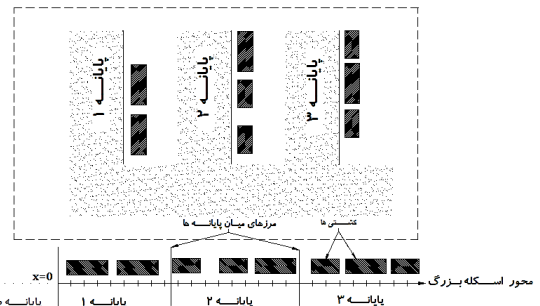 پایانه ۱
پایانه ۲
پایانه ۳
مرزهای میان پایانه ها
کشتی ها
x=0
محور اسکله بزرگ
پایانه ۱
پایانه ۲
پایانه ۳